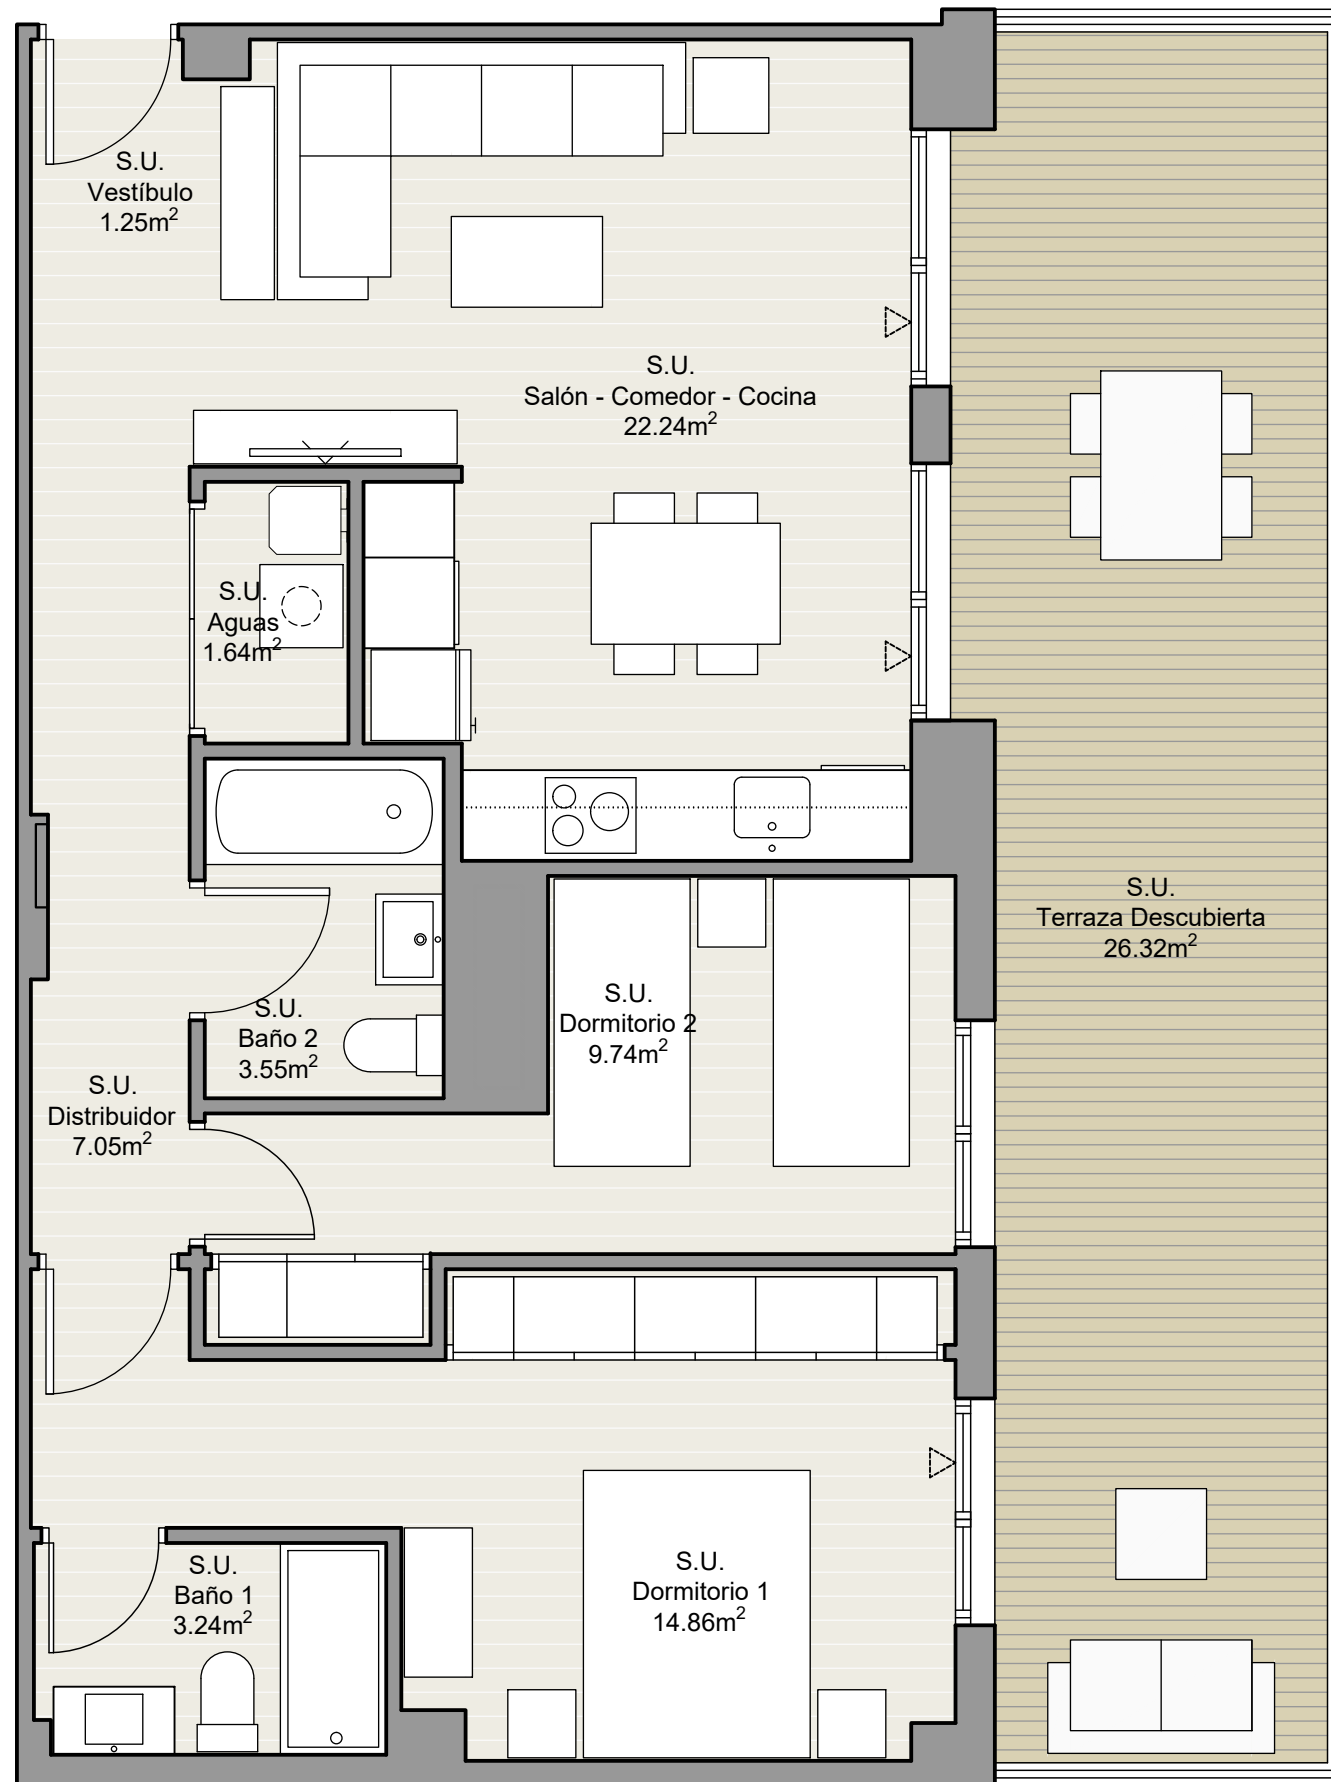 S.U.
Vestíbulo
1.25m²
S.U.
Salón - Comedor - Cocina
22.24m²
S.U.
Aguas
1.64m²
S.U.
Terraza Descubierta
26.32m²
S.U.
Dormitorio 2
9.74m²
S.U.
Baño 2
3.55m²
S.U.
Distribuidor
7.05m²
S.U.
Baño 1
3.24m²
S.U.
Dormitorio 1
14.86m²